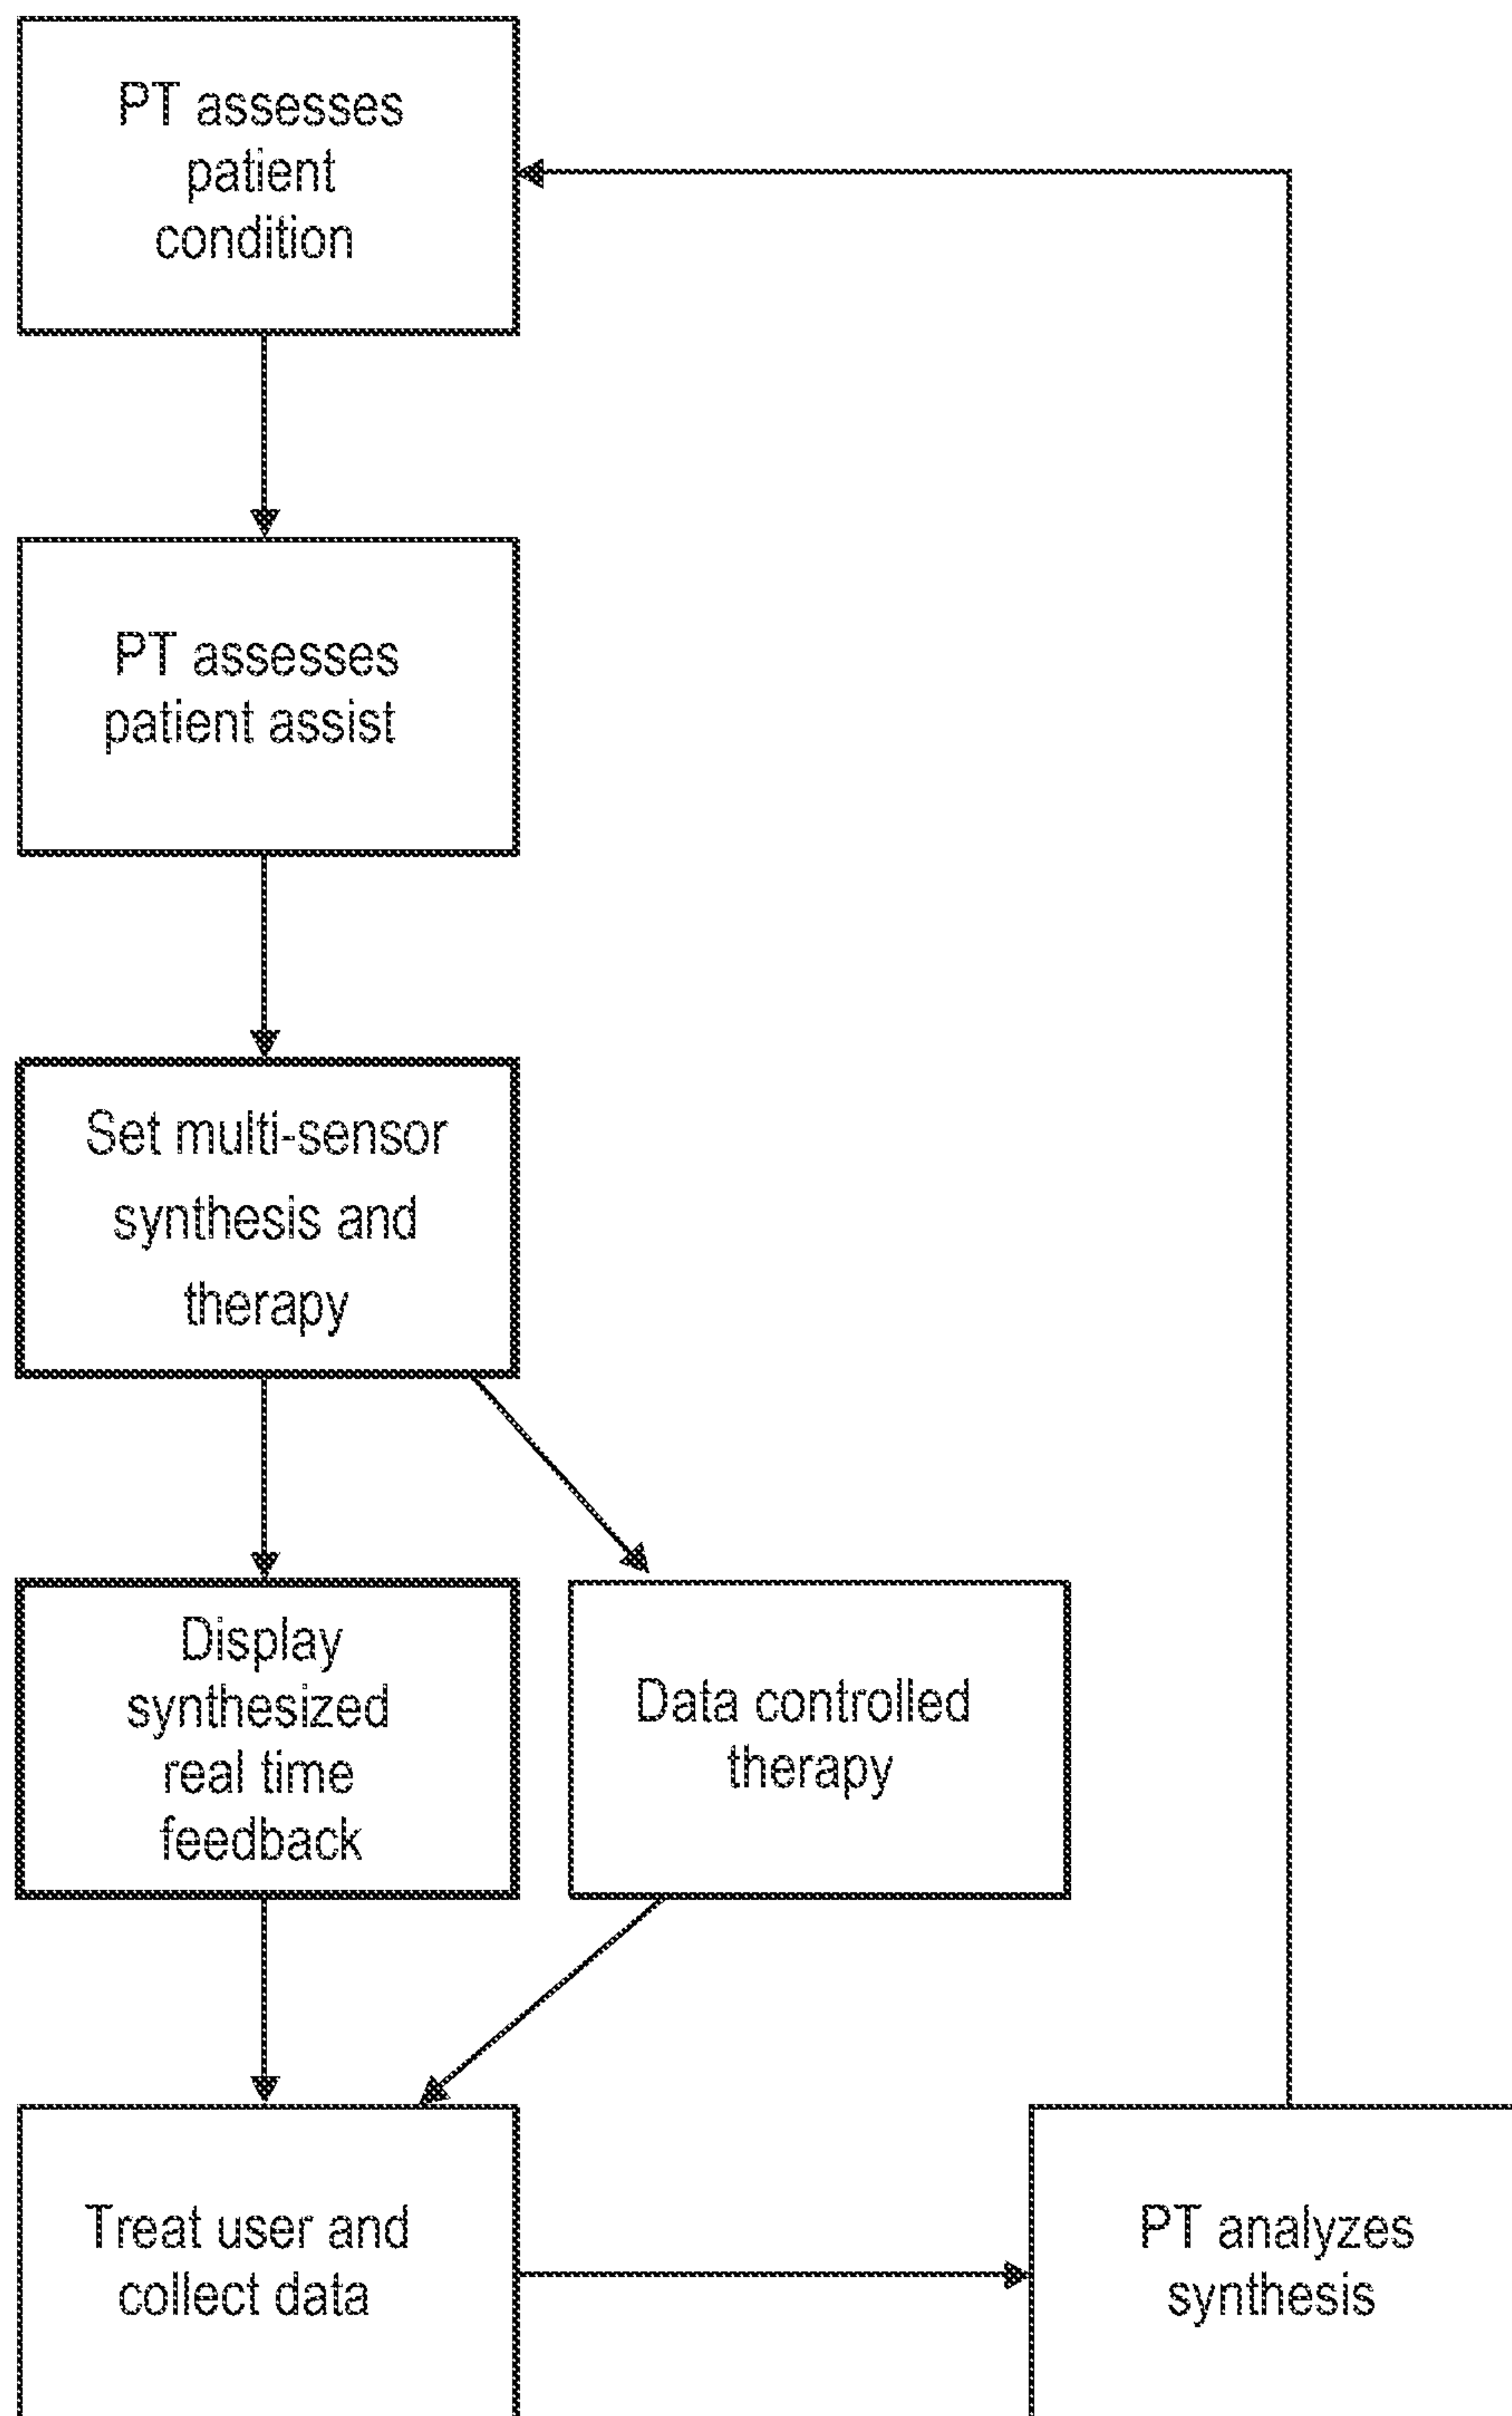 PT assesses
patient
condition
PT assesses
patient assist
Set multi-sensor
synthesis and
therapy
Display
synthesized
real time
feedback
Data controlled
therapy
Treat user and
collect data
PT analyzes
synthesis